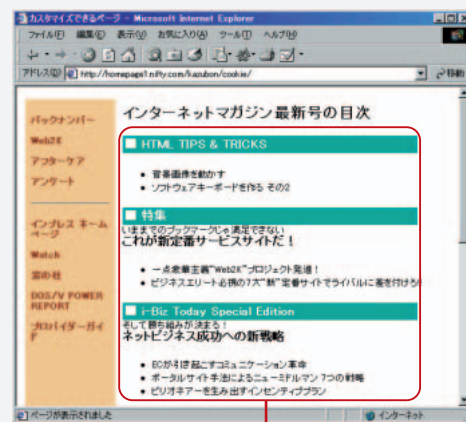 カスタマイズできるページ - Microsoft Internet Explorer
ファイル(F) 編集(E) 表示(V) お気に入り(A) ツール(T) ヘルプ(H)
アドレス(D) http://homepage1.nifty.com/kazubon/cookie/ 移動
インターネットマガジン最新号の目次
バックナンバー
Web2K
アフターケア
アンケート
インプレス ホームページ
Watch
窓の杜
DOS/V POWER REPORT
プロバイダーガイド
■ HTML TIPS & TRICKS
• 背景画像を動かす
• ソフトウェアキーボードを作る その2
■ 特集
いままでのブックマークじゃ満足できない
これが新定番サービスサイトだ!
• 一点豪華主義"Web2K"プロジェクト発進!
• ビジネスエリート必携の7大"新"定番サイトでライバルに差を付けろ!
■ i-Biz Today Special Edition
そして勝ち組が決まる!
ネットビジネス成功への新戦略
• ECが引き起こすコミュニケーション革命
• ポータルサイト手法によるニューミドルマン 7つの戦略
• ビリオネアーを生み出すインセンティブプラン
ページが表示されました
インターネット